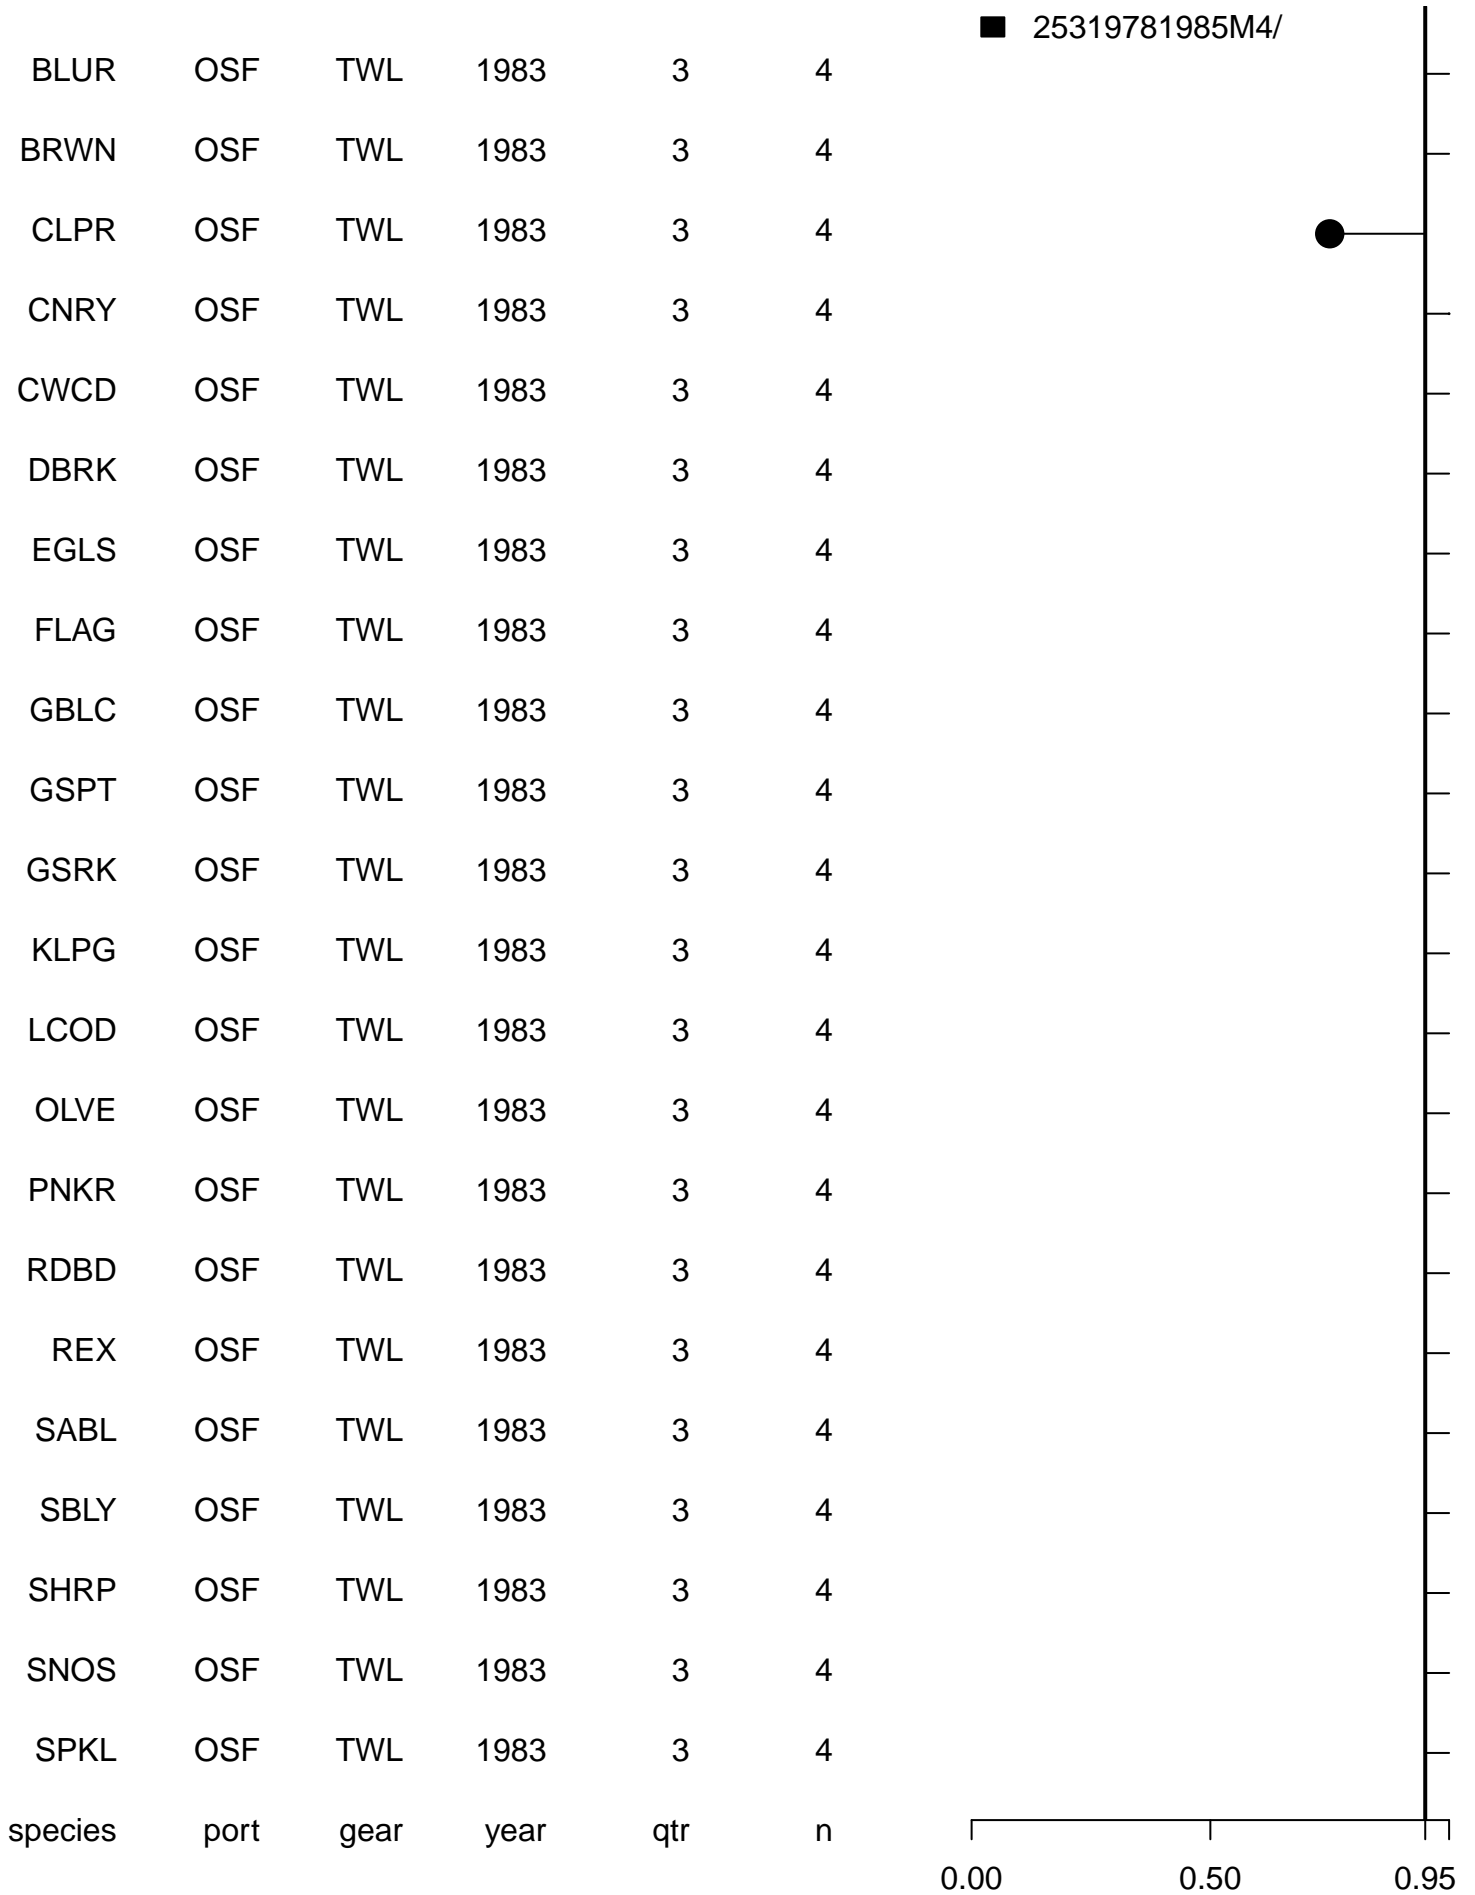 25319781985M4/
BLUR OSF TWL 1983 3 4
BRWN OSF TWL 1983 3 4
CLPR OSF TWL 1983 3 4
CNRY OSF TWL 1983 3 4
CWCD OSF TWL 1983 3 4
DBRK OSF TWL 1983 3 4
EGLS OSF TWL 1983 3 4
FLAG OSF TWL 1983 3 4
GBLC OSF TWL 1983 3 4
GSPT OSF TWL 1983 3 4
GSRK OSF TWL 1983 3 4
KLPG OSF TWL 1983 3 4
LCOD OSF TWL 1983 3 4
OLVE OSF TWL 1983 3 4
PNKR OSF TWL 1983 3 4
RDBD OSF TWL 1983 3 4
REX OSF TWL 1983 3 4
SABL OSF TWL 1983 3 4
SBLY OSF TWL 1983 3 4
SHRP OSF TWL 1983 3 4
SNOS OSF TWL 1983 3 4
SPKL OSF TWL 1983 3 4
species port gear year qtr n
0.00 0.50 0.95